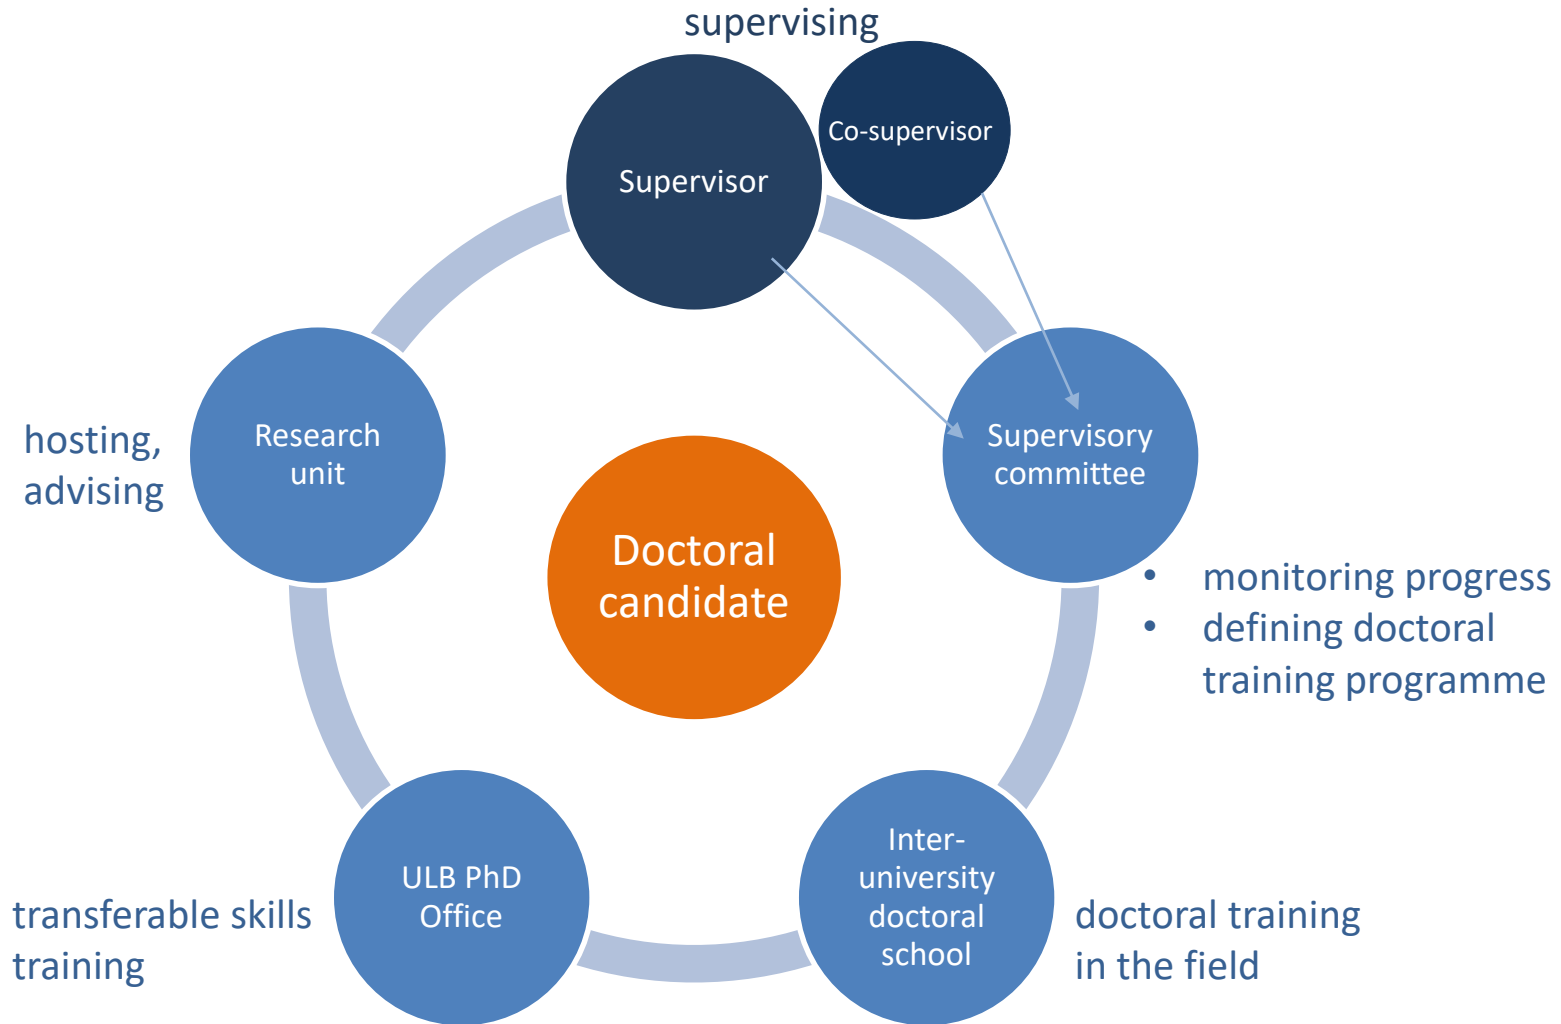 supervising
Supervisor
Co-supervisor
Research
unit
hosting,
advising
Supervisory
committee
• monitoring progress
• defining doctoral
training programme
Doctoral
candidate
ULB PhD
Office
transferable skills
training
Inter-
university
doctoral
school
doctoral training
in the field